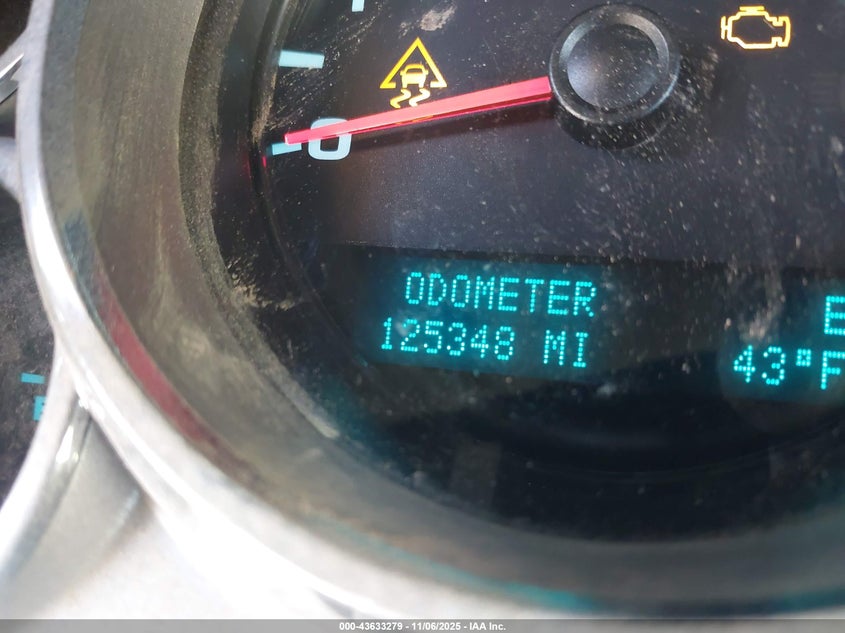 0
ODOMETER
125348 MI
E
43°F
E
000-43633279 - 11/06/2025 - IAA Inc.